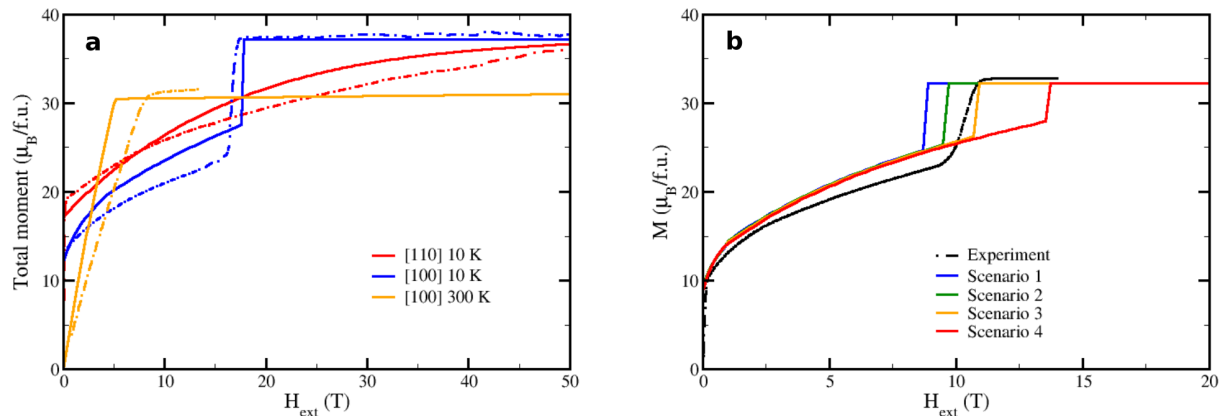 a
Total moment (μB/f.u.)
40
30
20
10
0
[110] 10 K
[100] 10 K
[100] 300 K
0 10 20 30 40 50
Hext (T)
b
M (μB/f.u.)
40
30
20
10
0
Experiment
Scenario 1
Scenario 2
Scenario 3
Scenario 4
0 5 10 15 20
Hext (T)